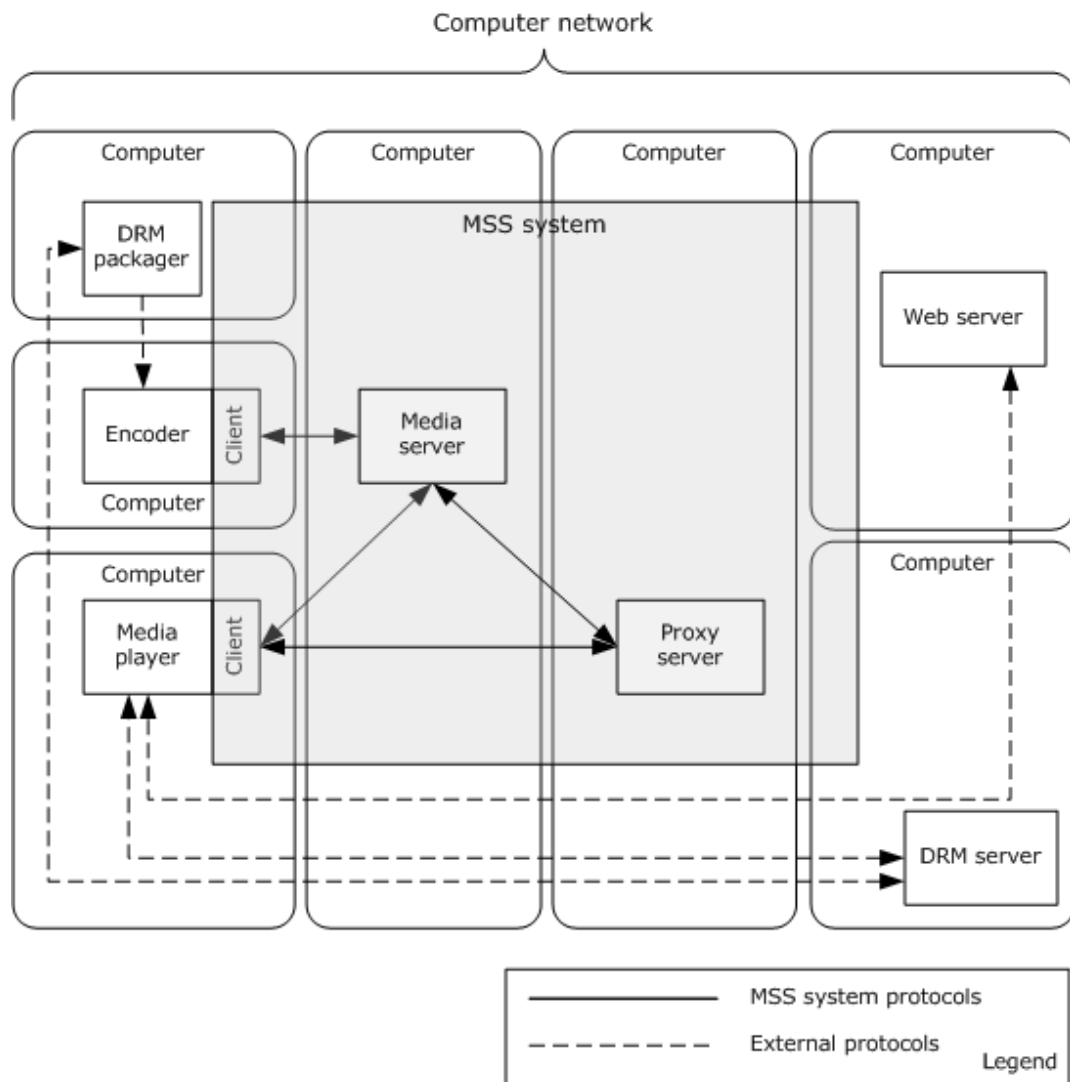 Computer network
Computer
Computer
Computer
Computer
MSS system
DRM
packager
Web server
Encoder
Client
Media
server
Computer
Computer
Computer
Media
player
Client
Proxy
server
DRM server
MSS system protocols
External protocols
Legend